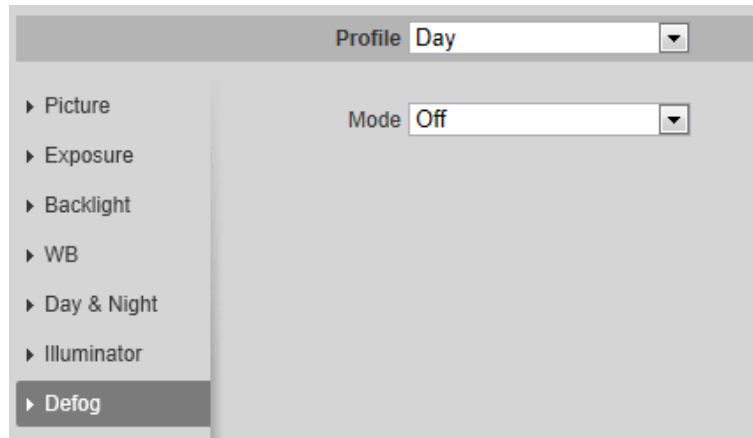 Profile Day
Picture
Mode Off
Exposure
Backlight
WB
Day & Night
Illuminator
Defog